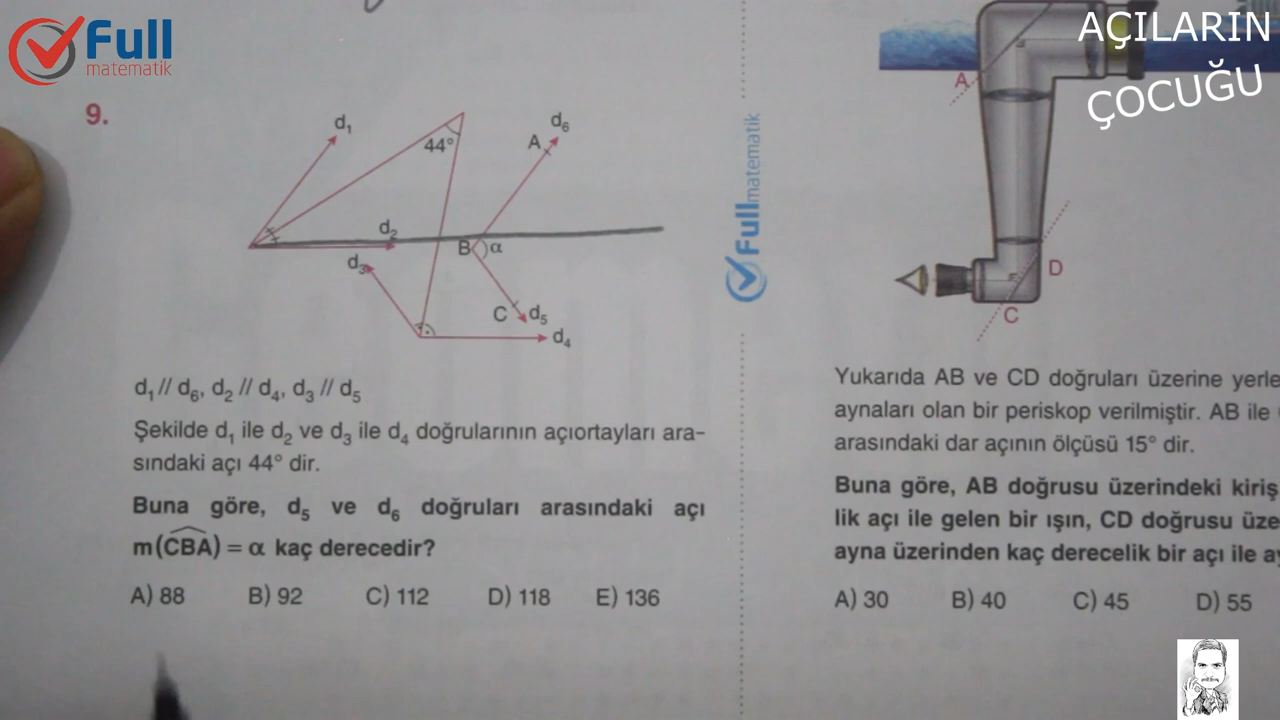 Full
matematik
AÇILARIN
ÇOCUĞU
9.
d1
44°
A
d6
d2
B
α
d3
C
d5
d4
d1 // d6, d2 // d4, d3 // d5
Şekilde d1 ile d2 ve d3 ile d4 doğrularının açıortayları ara-
sındaki açı 44° dir.
Buna göre, d5 ve d6 doğruları arasındaki açı
m(CBA) = α kaç derecedir?
A) 88 B) 92 C) 112 D) 118 E) 136
Fullmatematik
A
D
C
Yukarıda AB ve CD doğruları üzerine yerle
aynaları olan bir periskop verilmiştir. AB ile
arasındaki dar açının ölçüsü 15° dir.
Buna göre, AB doğrusu üzerindeki kiriş
lik açı ile gelen bir ışın, CD doğrusu üze
ayna üzerinden kaç derecelik bir açı ile
A) 30 B) 40 C) 45 D) 55